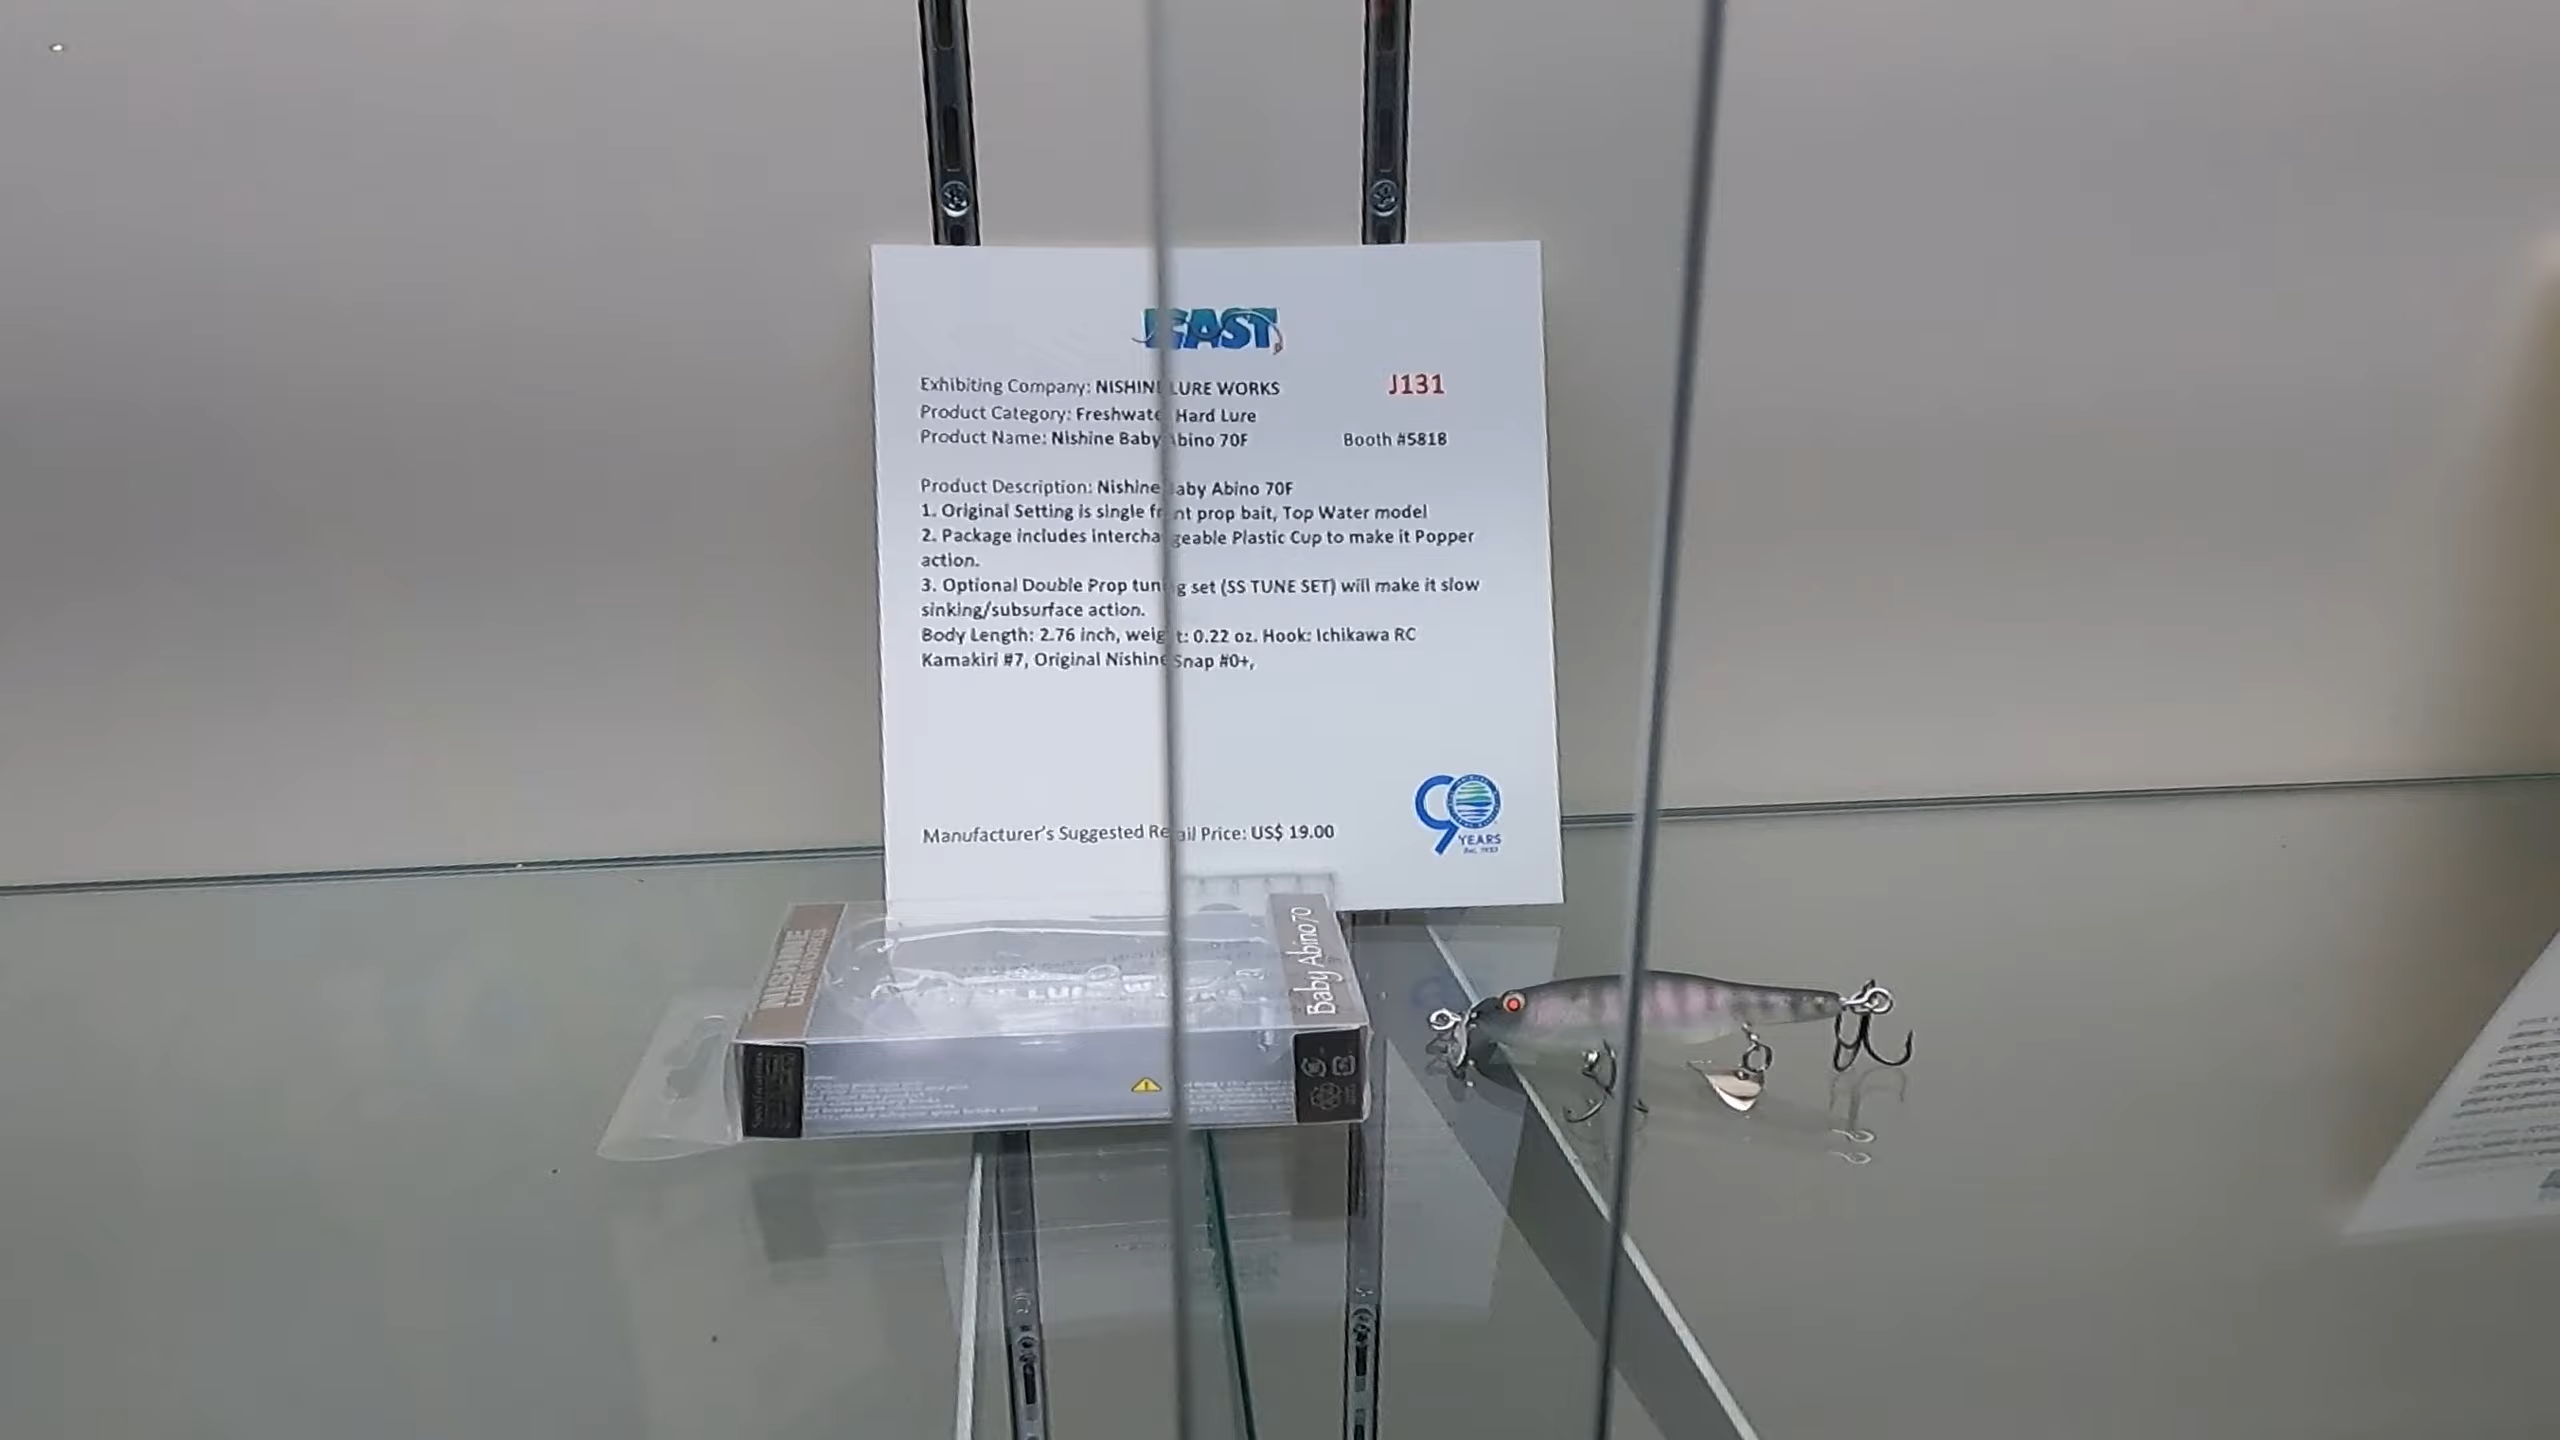 EAST
Exhibiting Company: NISHINE LURE WORKS
J131
Product Category: Freshwater Hard Lure
Product Name: Nishine Baby Abino 70F
Booth #5818
Product Description: Nishine Baby Abino 70F
1. Original Setting is single front prop bait, Top Water model
2. Package includes interchangeable Plastic Cup to make it Popper
action.
3. Optional Double Prop tuning set (SS TUNE SET) will make it slow
sinking/subsurface action.
Body Length: 2.76 inch, weight: 0.22 oz. Hook: Ichikawa RC
Kamakiri #7, Original Nishine Snap #0+,
Manufacturer's Suggested Retail Price: US$ 19.00
90
YEARS
NISHINE
LURE WORKS
Baby Abino70